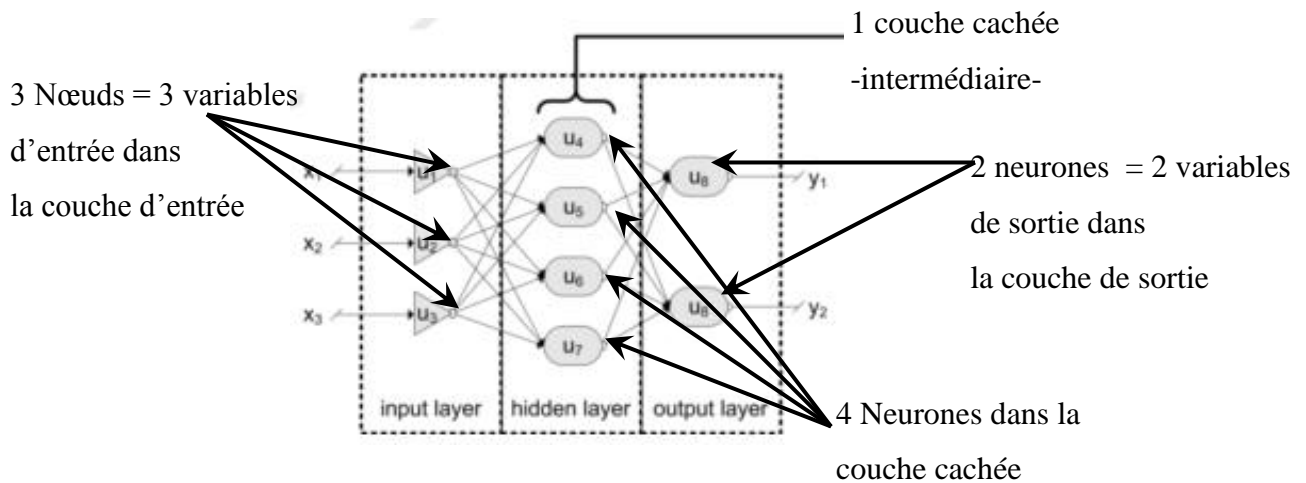 1 couche cachée
-intermédiaire-
3 Nœuds = 3 variables
d’entrée dans
la couche d’entrée
x₁
u₁
x₂
u₂
x₃
u₃
u₄
u₅
u₆
u₇
u₈
y₁
u₈
y₂
input layer
hidden layer
output layer
2 neurones = 2 variables
de sortie dans
la couche de sortie
4 Neurones dans la
couche cachée